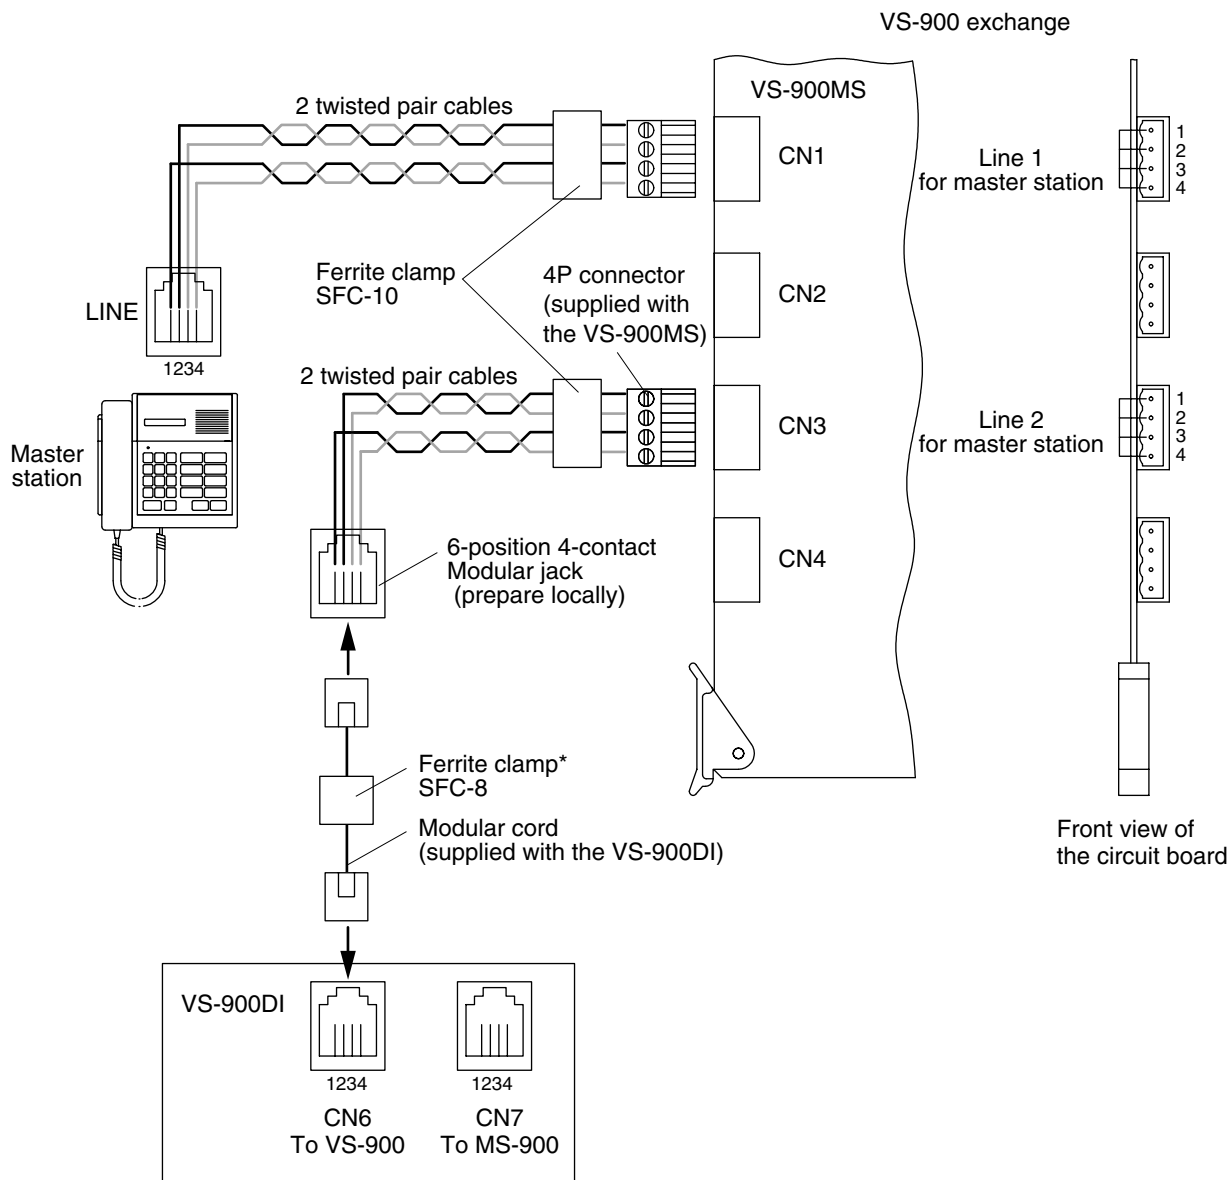 VS-900 exchange
VS-900MS
2 twisted pair cables
CN1
Line 1
for master station
1
2
3
4
Ferrite clamp
SFC-10
4P connector
(supplied with
the VS-900MS)
CN2
LINE
1234
2 twisted pair cables
CN3
Line 2
for master station
1
2
3
4
Master
station
6-position 4-contact
Modular jack
(prepare locally)
CN4
Ferrite clamp*
SFC-8
Modular cord
(supplied with the VS-900DI)
Front view of
the circuit board
VS-900DI
1234
1234
CN6
To VS-900
CN7
To MS-900